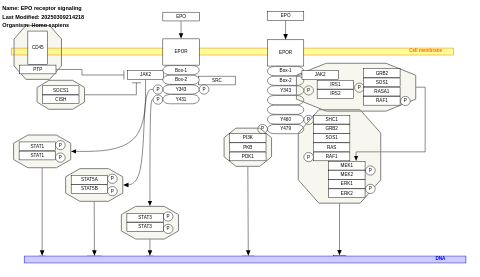 Name: EPO receptor signaling
Last Modified: 20250309214218
Organism: Homo sapiens
EPO
EPO
CD45
PTP
EPOR
EPOR
Cell membrane
JAK2
Box-1
Box-2
SRC
Y343
Y431
P
P
P
SOCS1
CISH
Box-1
Box-2
Y343
JAK2
P
IRS1
IRS2
P
GRB2
SOS1
RASA1
RAF1
P
Y460
Y479
P
P
STAT1
STAT1
P
P
STAT5A
STAT5B
P
P
STAT3
STAT3
P
P
PI3K
PKB
PDK1
SHC1
GRB2
SOS1
RAS
RAF1
P
MEK1
MEK2
ERK1
ERK2
P
P
DNA